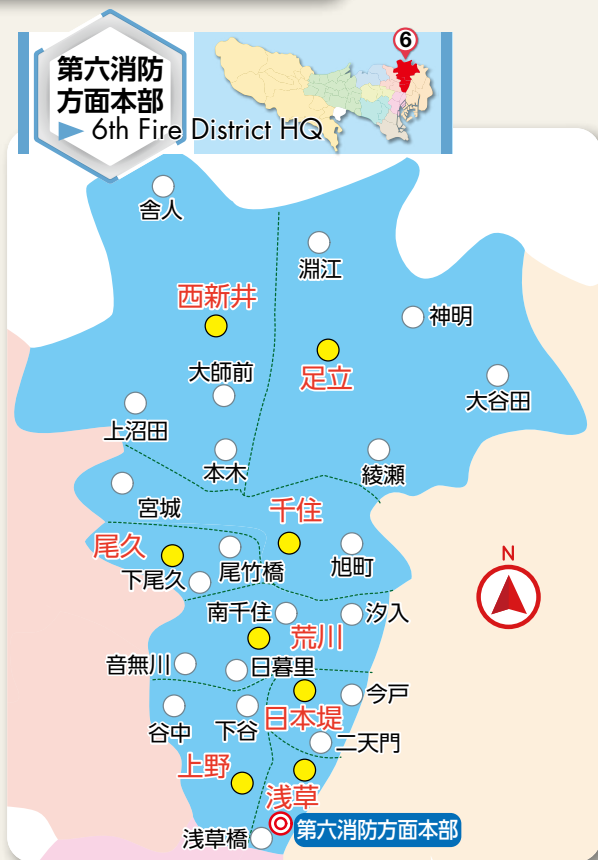 第六消防
方面本部
6th Fire District HQ
6
舎人
淵江
西新井
神明
足立
大師前
大谷田
上沼田
本木
綾瀬
宮城
千住
尾久
尾竹橋
旭町
下尾久
N
南千住
汐入
荒川
音無川
日暮里
今戸
日本堤
谷中
下谷
二天門
上野
浅草
第六消防方面本部
浅草橋